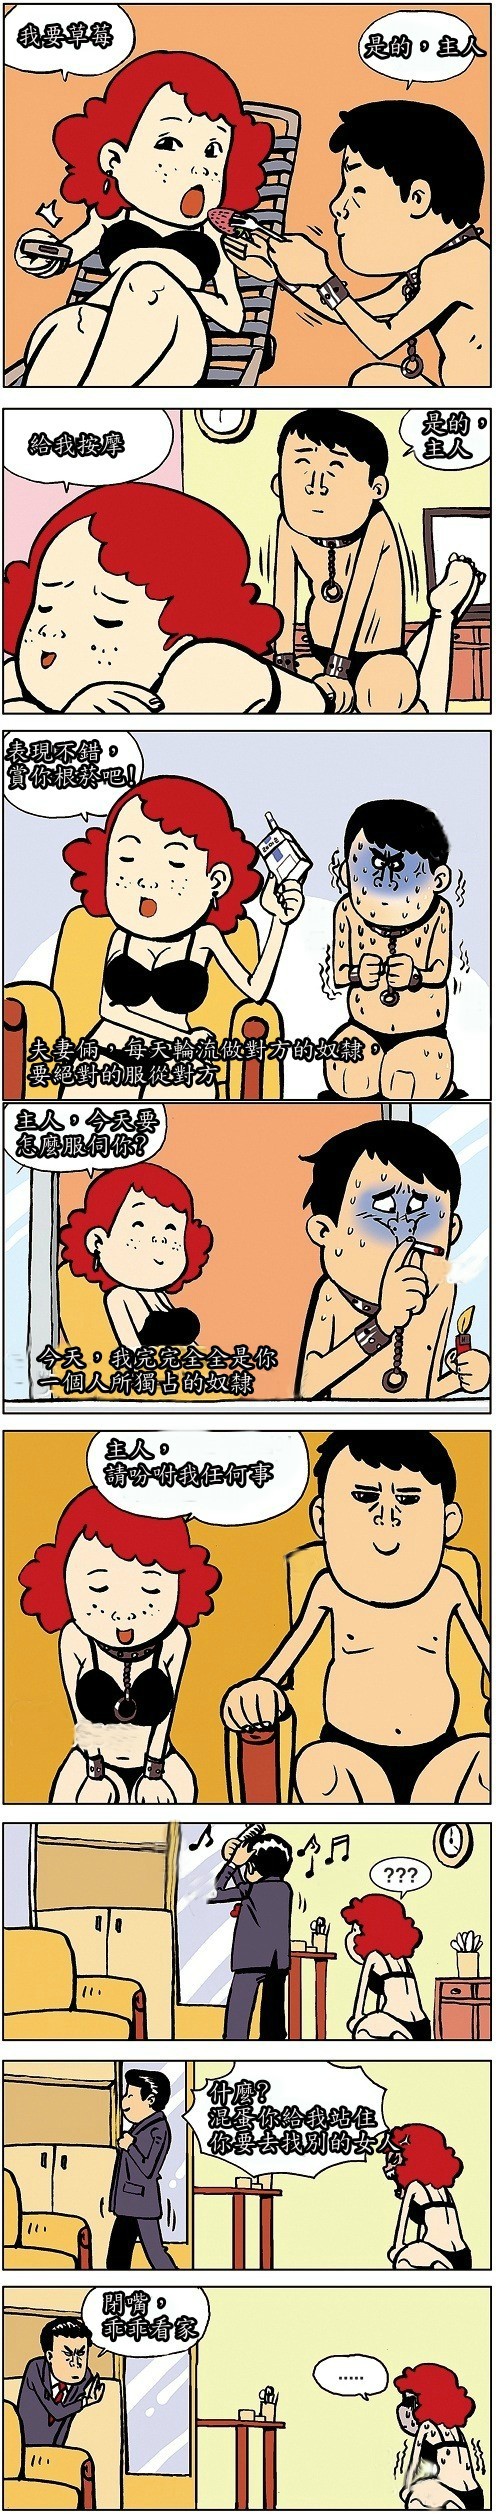 我要草莓
是的，主人
給我按摩
是的，
主人
表現不錯，
賞你根菸吧！
夫妻倆，每天輪流做對方的奴隸，
要絕對的服從對方
主人，今天要
怎麼服伺你？
今天，我完完全全是你
一個人所獨占的奴隸
主人，
請吩咐我任何事
???
什麼？
混蛋你給我站住
你要去找別的女人
閉嘴，
乖乖看家
.....